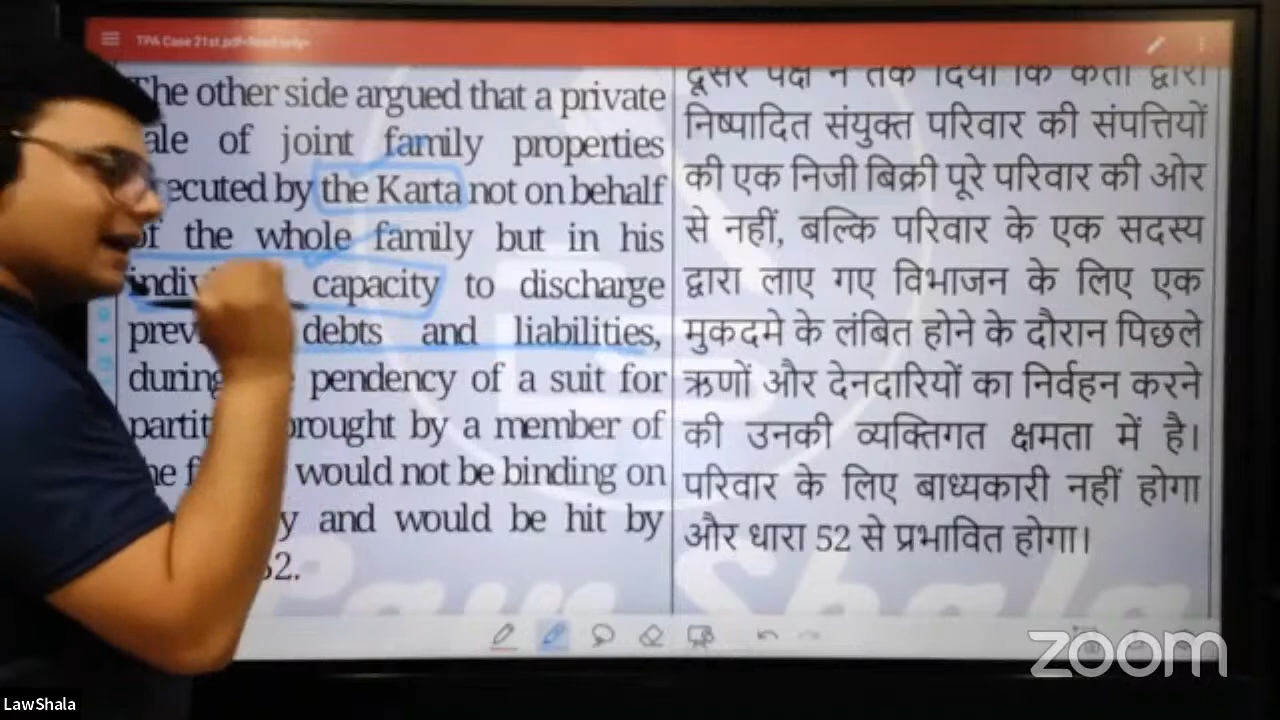 TPA Case 21st.pdf
The other side argued that a private
ale of joint family properties
ecuted by the Karta not on behalf
of the whole family but in his
capacity to discharge
debts and liabilities,
during pendency of a suit for
brought by a member of
would not be binding on
y and would be hit by
52.
दूसरे पक्ष ने तर्क दिया कि कर्ता द्वारा
निष्पादित संयुक्त परिवार की संपत्तियों
की एक निजी बिक्री पूरे परिवार की ओर
से नहीं, बल्कि परिवार के एक सदस्य
द्वारा लाए गए विभाजन के लिए एक
मुकदमे के लंबित होने के दौरान पिछले
ऋणों और देनदारियों का निर्वहन करने
की उनकी व्यक्तिगत क्षमता में है।
परिवार के लिए बाध्यकारी नहीं होगा
और धारा 52 से प्रभावित होगा।
Law Shala
zoom
LawShala